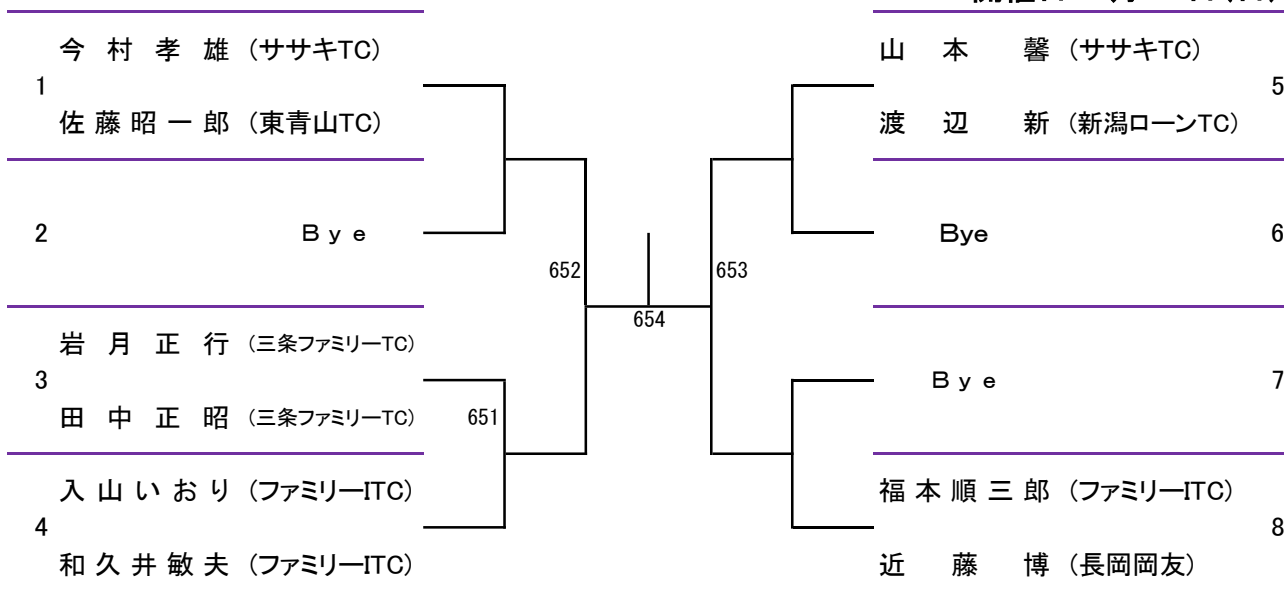 今村孝雄 (ササキTC)
1
佐藤昭一郎 (東青山TC)
2 Bye
岩月正行 (三条ファミリーTC)
3
田中正昭 (三条ファミリーTC)
入山いおり (ファミリーITC)
4
和久井敏夫 (ファミリーITC)
651
652
654
653
山本馨 (ササキTC)
5
渡辺新 (新潟ローンTC)
Bye 6
Bye 7
福本順三郎 (ファミリーITC)
8
近藤博 (長岡岡友)